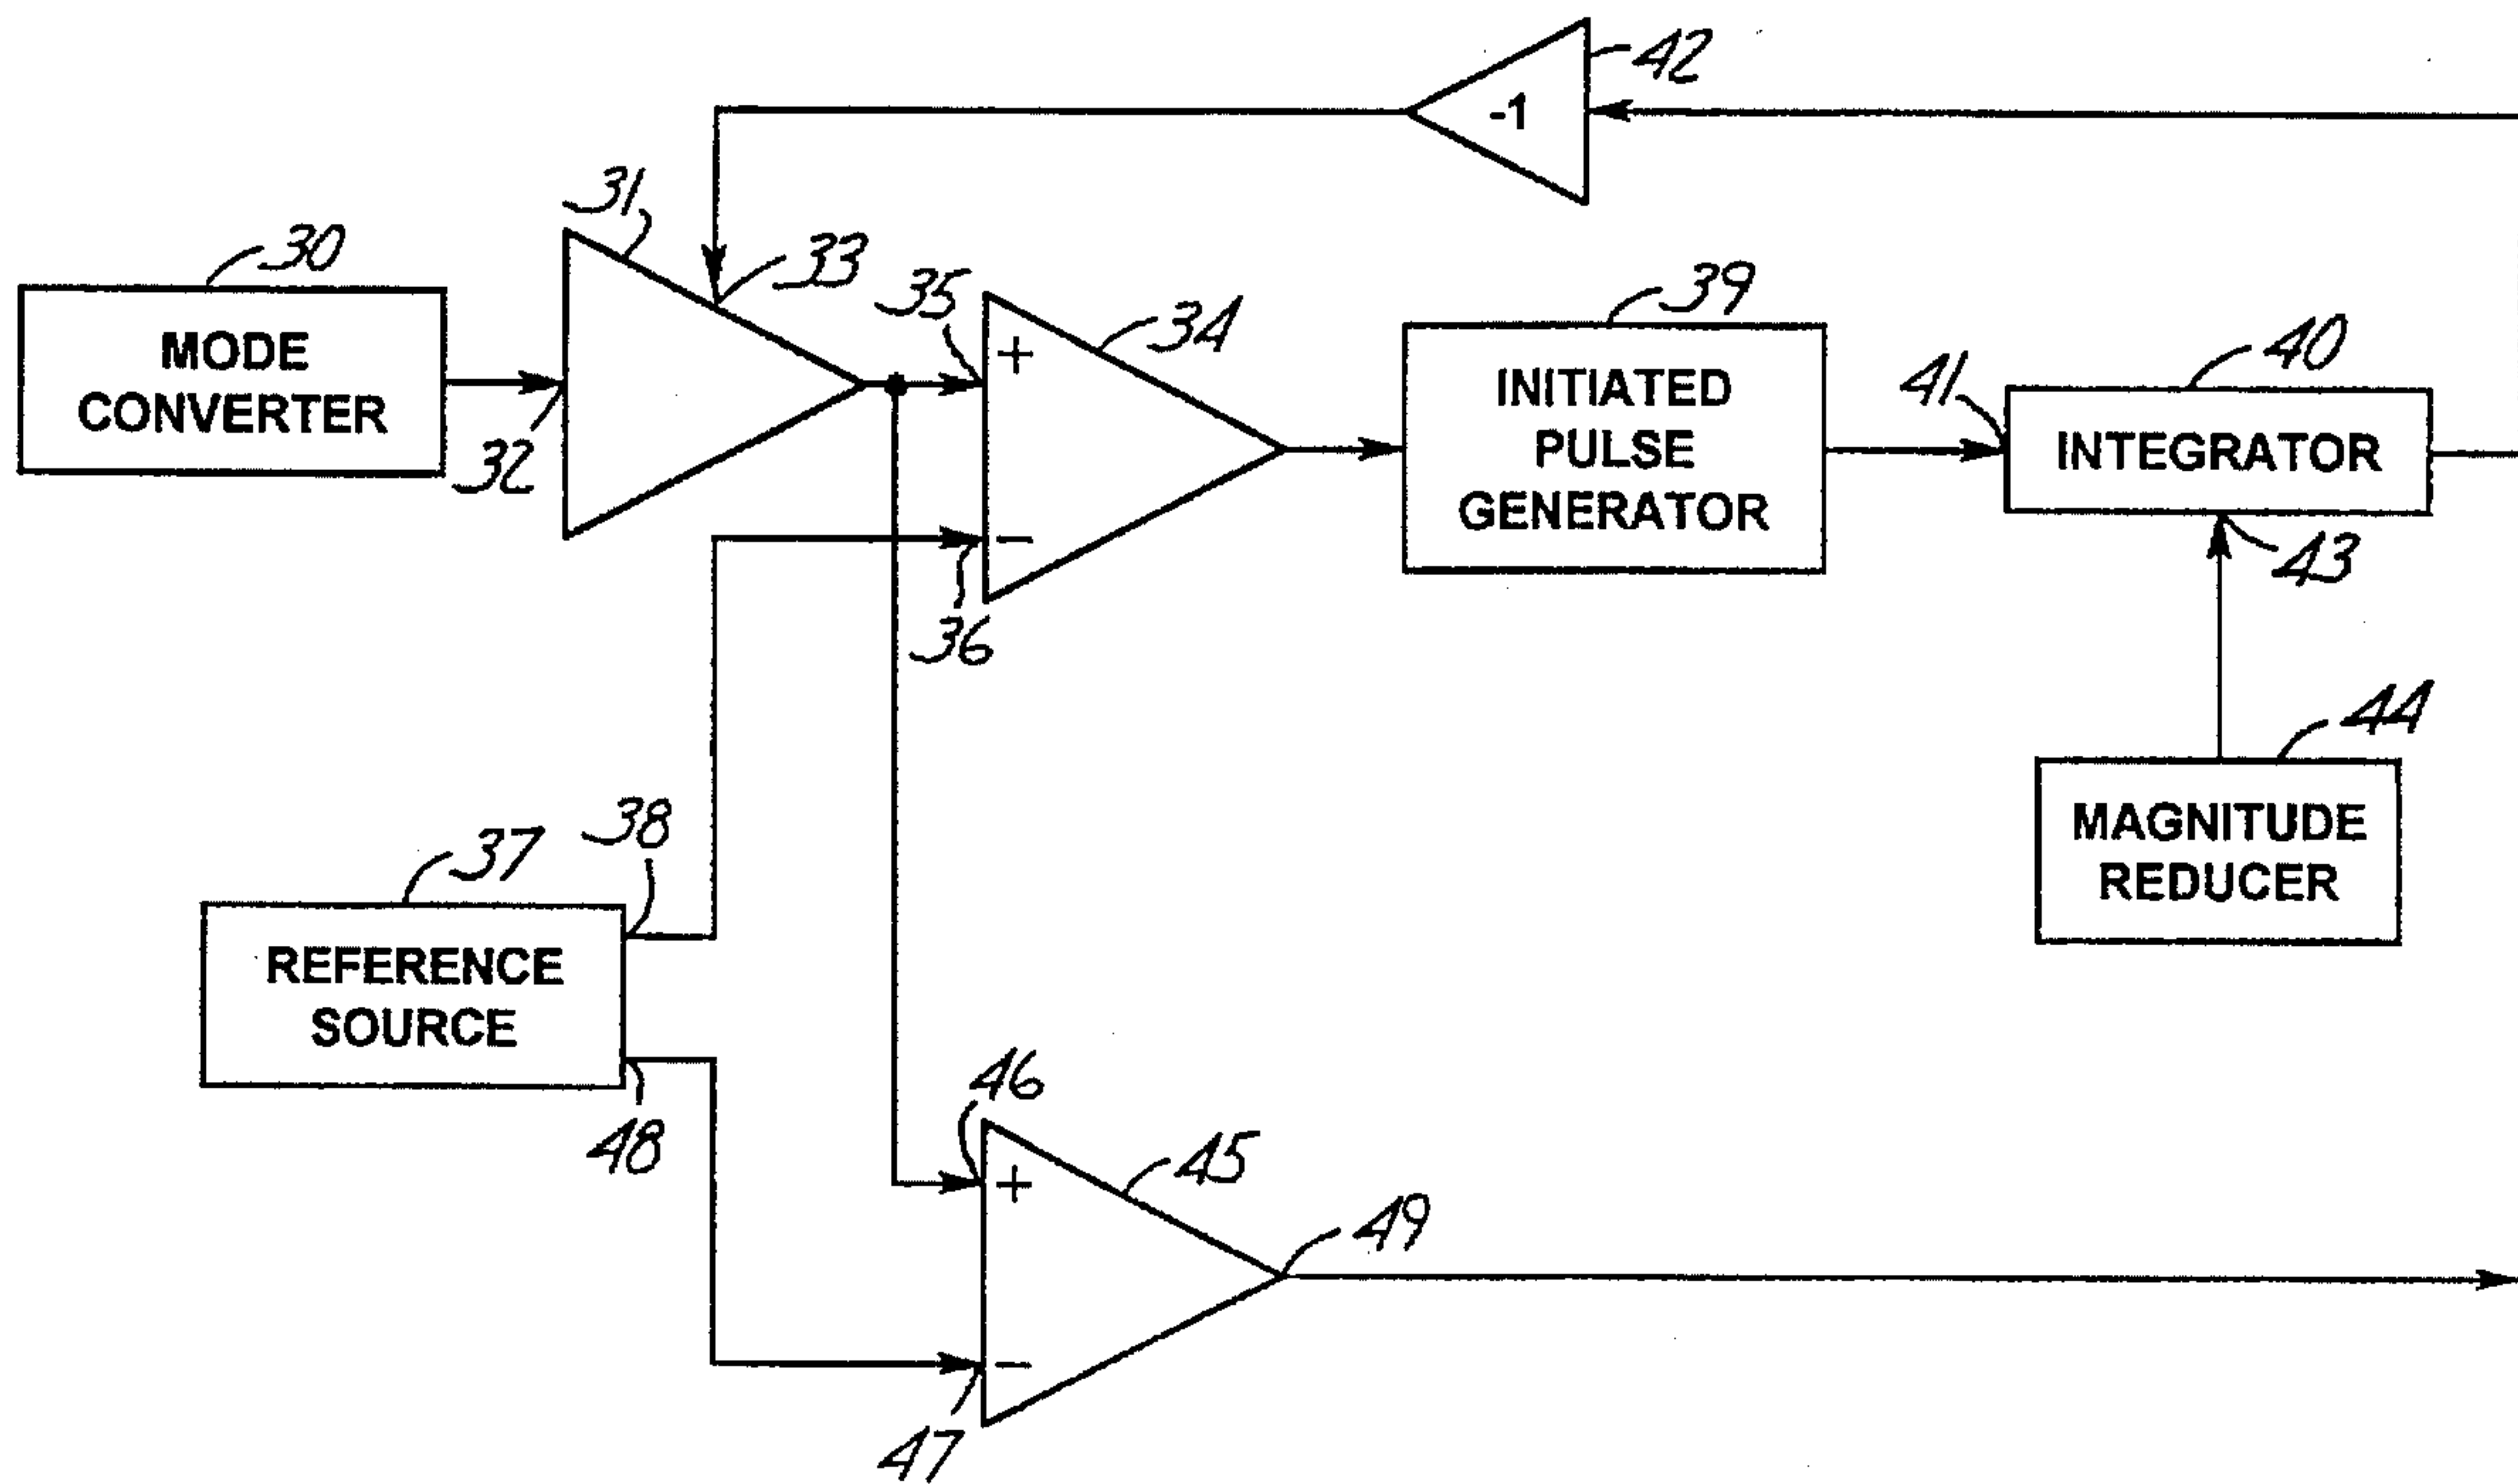 42
-1
31
30
33
35
34
39
40
41
MODE
CONVERTER
32
+
INITIATED
PULSE
GENERATOR
INTEGRATOR
43
−
36
44
MAGNITUDE
REDUCER
37
38
REFERENCE
SOURCE
48
46
45
+
49
−
47